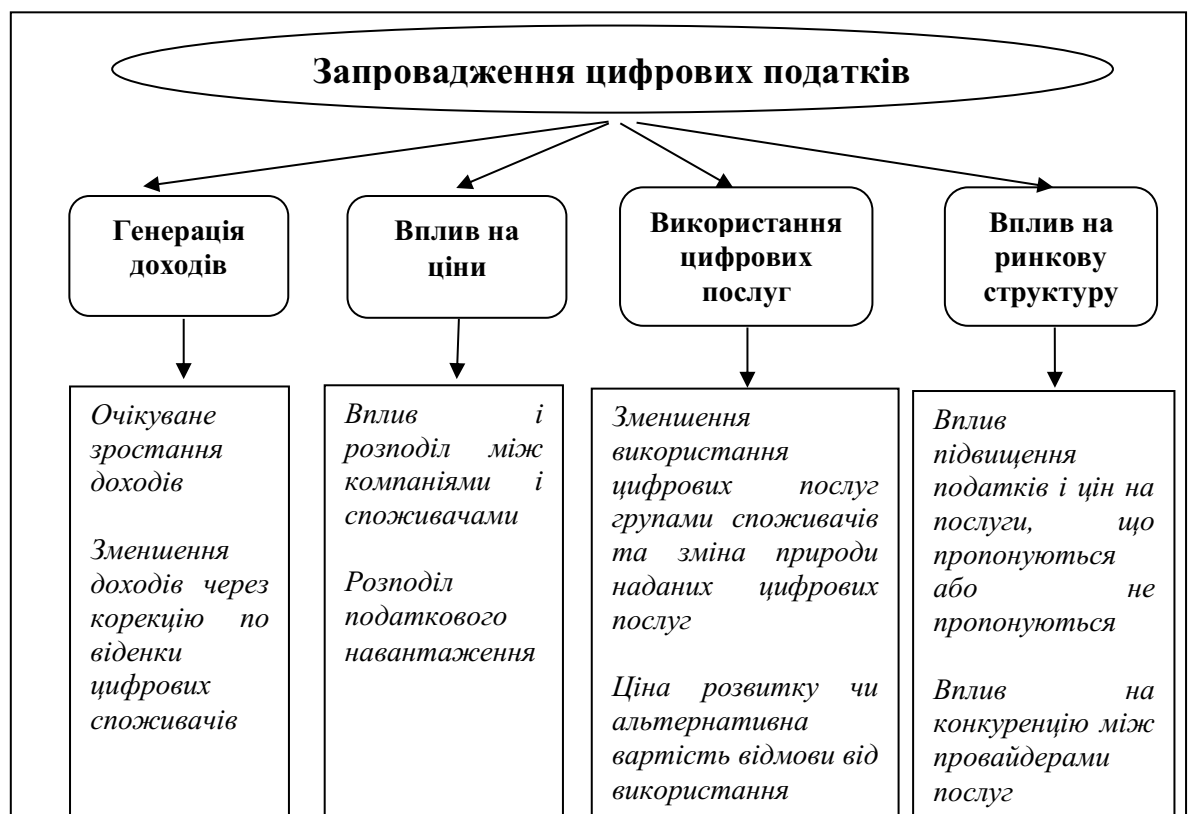 Запровадження цифрових податків
Генерація
доходів
Вплив на
ціни
Використання
цифрових
послуг
Вплив на
ринкову
структуру
Очікуване
зростання
доходів
Зменшення
доходів через
корекцію по
віденки
цифрових
споживачів
Вплив і
розподіл між
компаніями і
споживачами
Розподіл
податкового
навантаження
Зменшення
використання
цифрових послуг
групами споживачів
та зміна природи
наданих цифрових
послуг
Ціна розвитку чи
альтернативна
вартість відмови від
використання
Вплив
підвищення
податків і цін на
послуги, що
пропонуються
або не
пропонуються
Вплив на
конкуренцію між
провайдерами
послуг